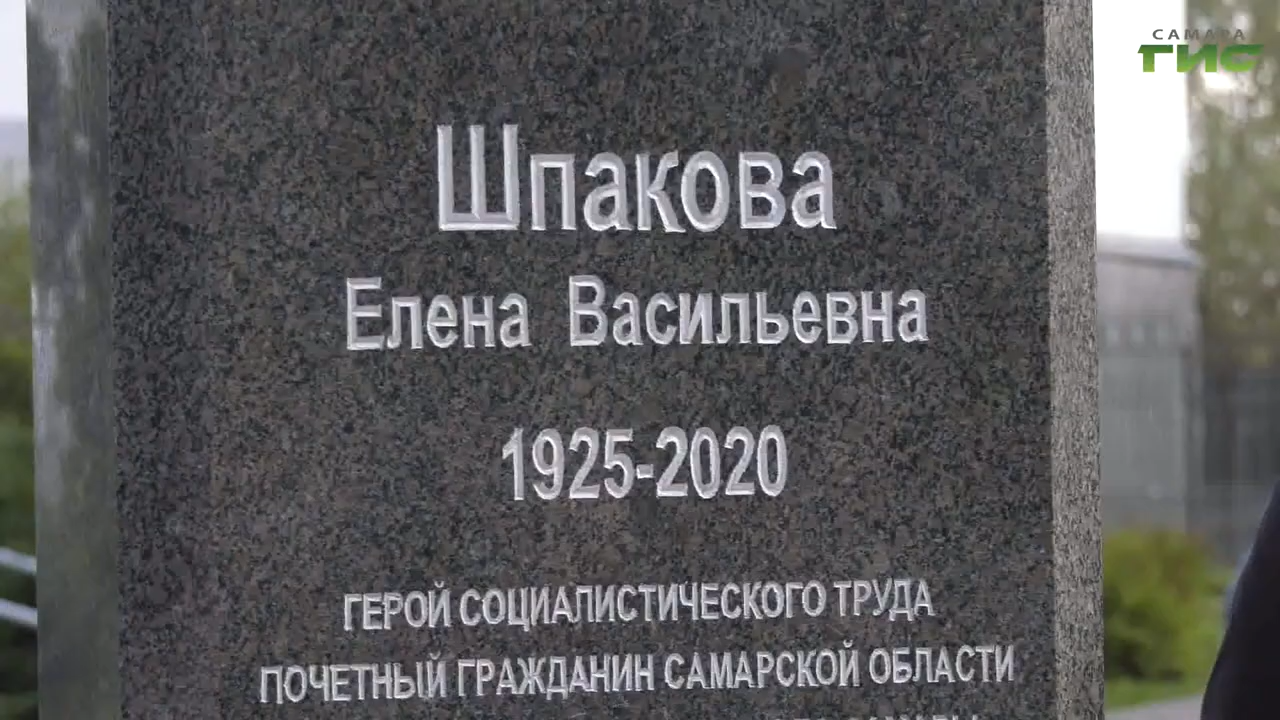 САМАРА
ГИС
Шпакова
Елена Васильевна
1925-2020
ГЕРОЙ СОЦИАЛИСТИЧЕСКОГО ТРУДА
ПОЧЕТНЫЙ ГРАЖДАНИН САМАРСКОЙ ОБЛАСТИ